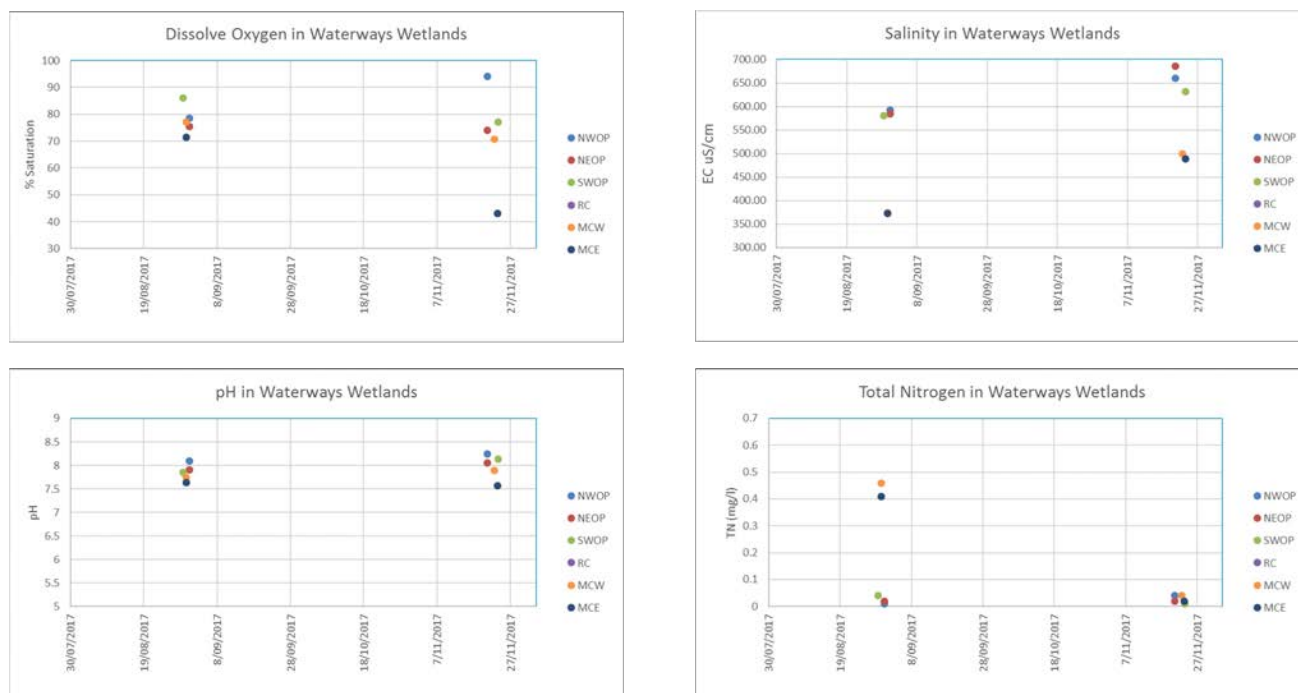 Dissolve Oxygen in Waterways Wetlands
100
90
80
70
60
50
40
30
% Saturation
30/07/2017
19/08/2017
8/09/2017
28/09/2017
18/10/2017
7/11/2017
27/11/2017
NWOP
NEOP
SWOP
RC
MCW
MCE
Salinity in Waterways Wetlands
700.00
650.00
600.00
550.00
500.00
450.00
400.00
350.00
300.00
EC uS/cm
30/07/2017
19/08/2017
8/09/2017
28/09/2017
18/10/2017
7/11/2017
27/11/2017
NWOP
NEOP
SWOP
RC
MCW
MCE
pH in Waterways Wetlands
9
8.5
8
7.5
7
6.5
6
5.5
5
pH
30/07/2017
19/08/2017
8/09/2017
28/09/2017
18/10/2017
7/11/2017
27/11/2017
NWOP
NEOP
SWOP
RC
MCW
MCE
Total Nitrogen in Waterways Wetlands
0.7
0.6
0.5
0.4
0.3
0.2
0.1
0
TN (mg/l)
30/07/2017
19/08/2017
8/09/2017
28/09/2017
18/10/2017
7/11/2017
27/11/2017
NWOP
NEOP
SWOP
RC
MCW
MCE